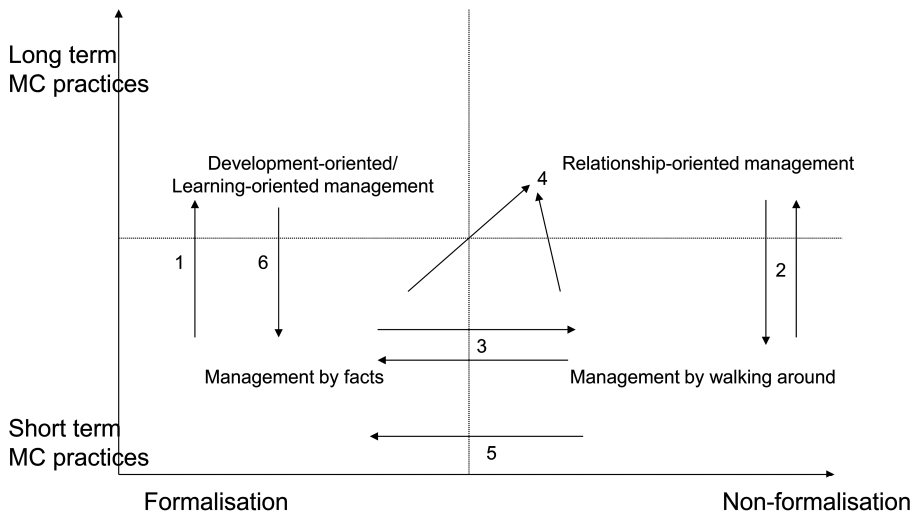 Long term
MC practices
Development-oriented/
Learning-oriented management
Relationship-oriented management
4
1
6
2
3
Management by facts
Management by walking around
Short term
MC practices
5
Formalisation
Non-formalisation